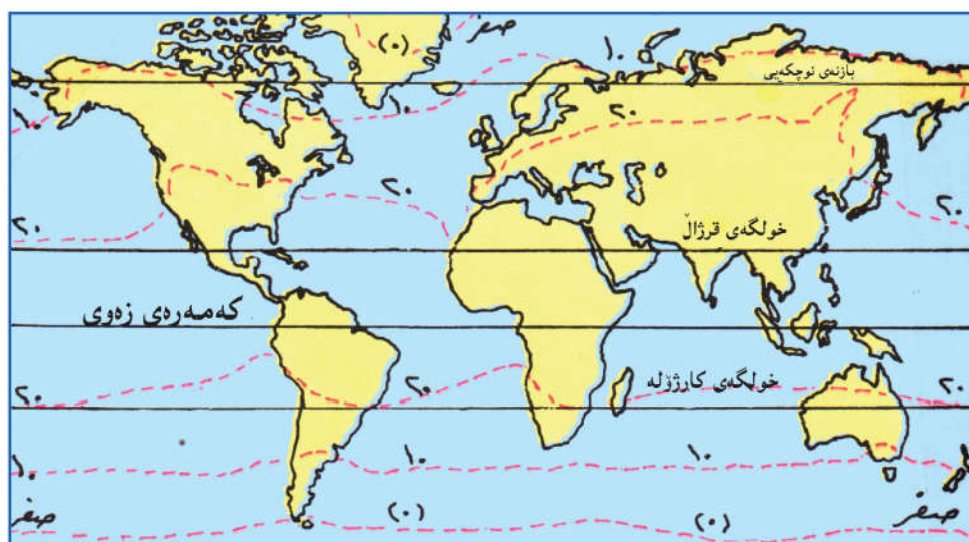 صفر
(٠)
١٠
بازنەی نوچکەیی
١٠
١٠
٢٠
٢٠
٢٠
٢٠
خولگەی قرژاڵ
کەمەرەی زەوی
خولگەی کارژۆلە
٢٠
٢٠
٢٠
١٠
١٠
١٠
صفر
(٠)
(٠)
صفر